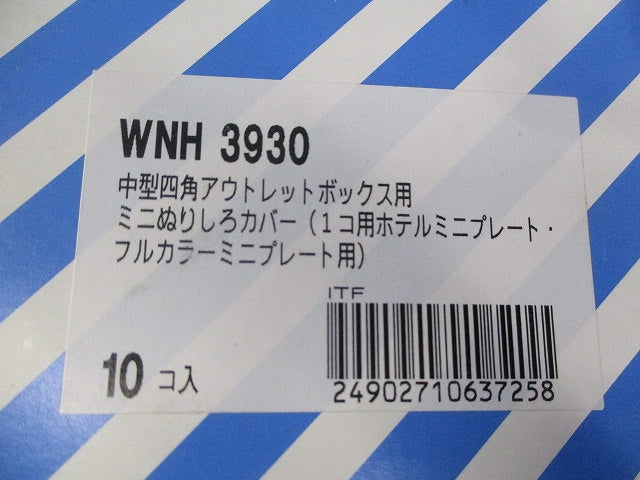 WNH 3930
中型四角アウトレットボックス用
ミニぬりしろカバー（1コ用ホテルミニプレート・
フルカラーミニプレート用）
ITF
10 コ入
24902710637258